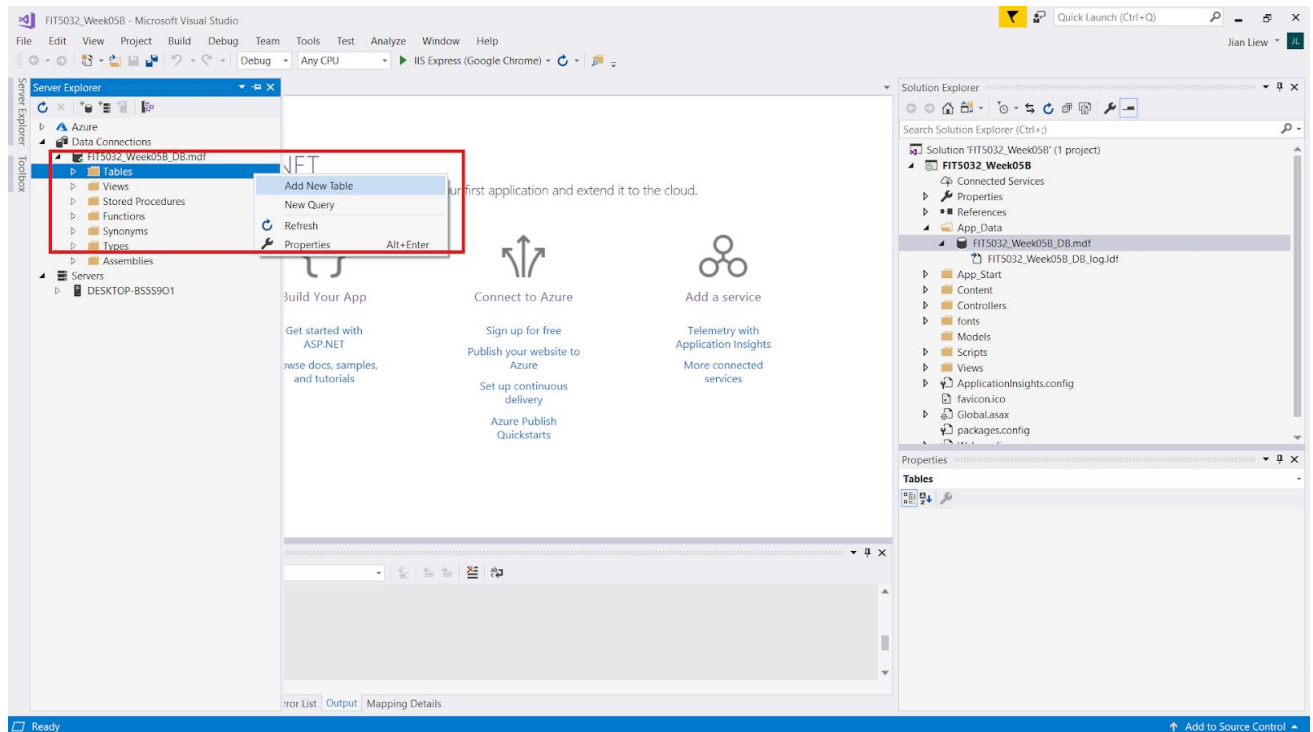 FIT5032_Week05B - Microsoft Visual Studio
Quick Launch (Ctrl+Q)
File Edit View Project Build Debug Team Tools Test Analyze Window Help
Jian Liew
JL
Debug Any CPU IIS Express (Google Chrome)
Server Explorer
Toolbox
Server Explorer
Azure
Data Connections
FIT5032_Week05B_DB.mdf
Tables
Views
Stored Procedures
Functions
Synonyms
Types
Assemblies
Servers
DESKTOP-BS5S9O1
Add New Table
New Query
Refresh
Properties Alt+Enter
.NET
ur first application and extend it to the cloud.
Build Your App
Get started with
ASP.NET
owse docs, samples,
and tutorials
Connect to Azure
Sign up for free
Publish your website to
Azure
Set up continuous
delivery
Azure Publish
Quickstarts
Add a service
Telemetry with
Application Insights
More connected
services
Solution Explorer
Search Solution Explorer (Ctrl+;)
Solution 'FIT5032_Week05B' (1 project)
FIT5032_Week05B
Connected Services
Properties
References
App_Data
FIT5032_Week05B_DB.mdf
FIT5032_Week05B_DB_log.ldf
App_Start
Content
Controllers
fonts
Models
Scripts
Views
ApplicationInsights.config
favicon.ico
Global.asax
packages.config
Properties
Tables
rror List Output Mapping Details
Ready
Add to Source Control